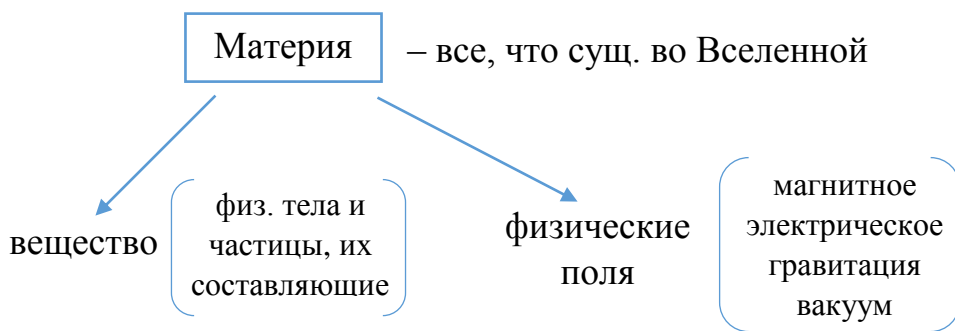 Материя – все, что сущ. во Вселенной
вещество
физ. тела и
частицы, их
составляющие
физические
поля
магнитное
электрическое
гравитация
вакуум